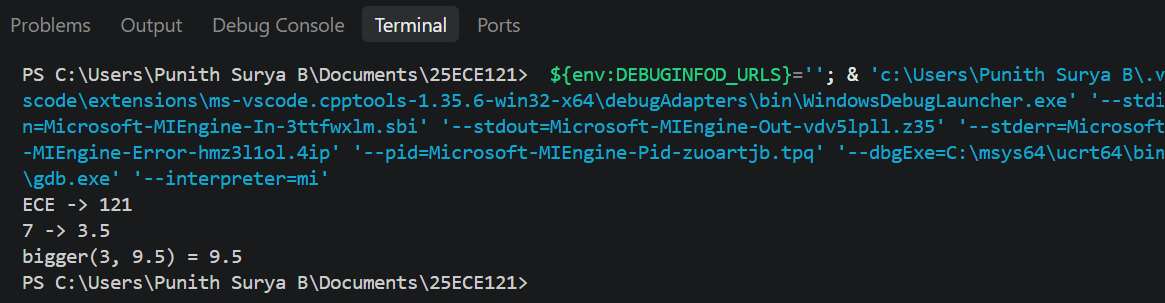 Problems Output Debug Console Terminal Ports
PS C:\Users\Punith Surya B\Documents\25ECE121>  ${env:DEBUGINFOD_URLS}=''; & 'c:\Users\Punith Surya B\.v
scode\extensions\ms-vscode.cpptools-1.35.6-win32-x64\debugAdapters\bin\WindowsDebugLauncher.exe' '--stdi
n=Microsoft-MIEngine-In-3ttfwxlm.sbi' '--stdout=Microsoft-MIEngine-Out-vdv5lpll.z35' '--stderr=Microsoft
-MIEngine-Error-hmz3l1ol.4ip' '--pid=Microsoft-MIEngine-Pid-zuoartjb.tpq' '--dbgExe=C:\msys64\ucrt64\bin
\gdb.exe' '--interpreter=mi'
ECE -> 121
7 -> 3.5
bigger(3, 9.5) = 9.5
PS C:\Users\Punith Surya B\Documents\25ECE121>